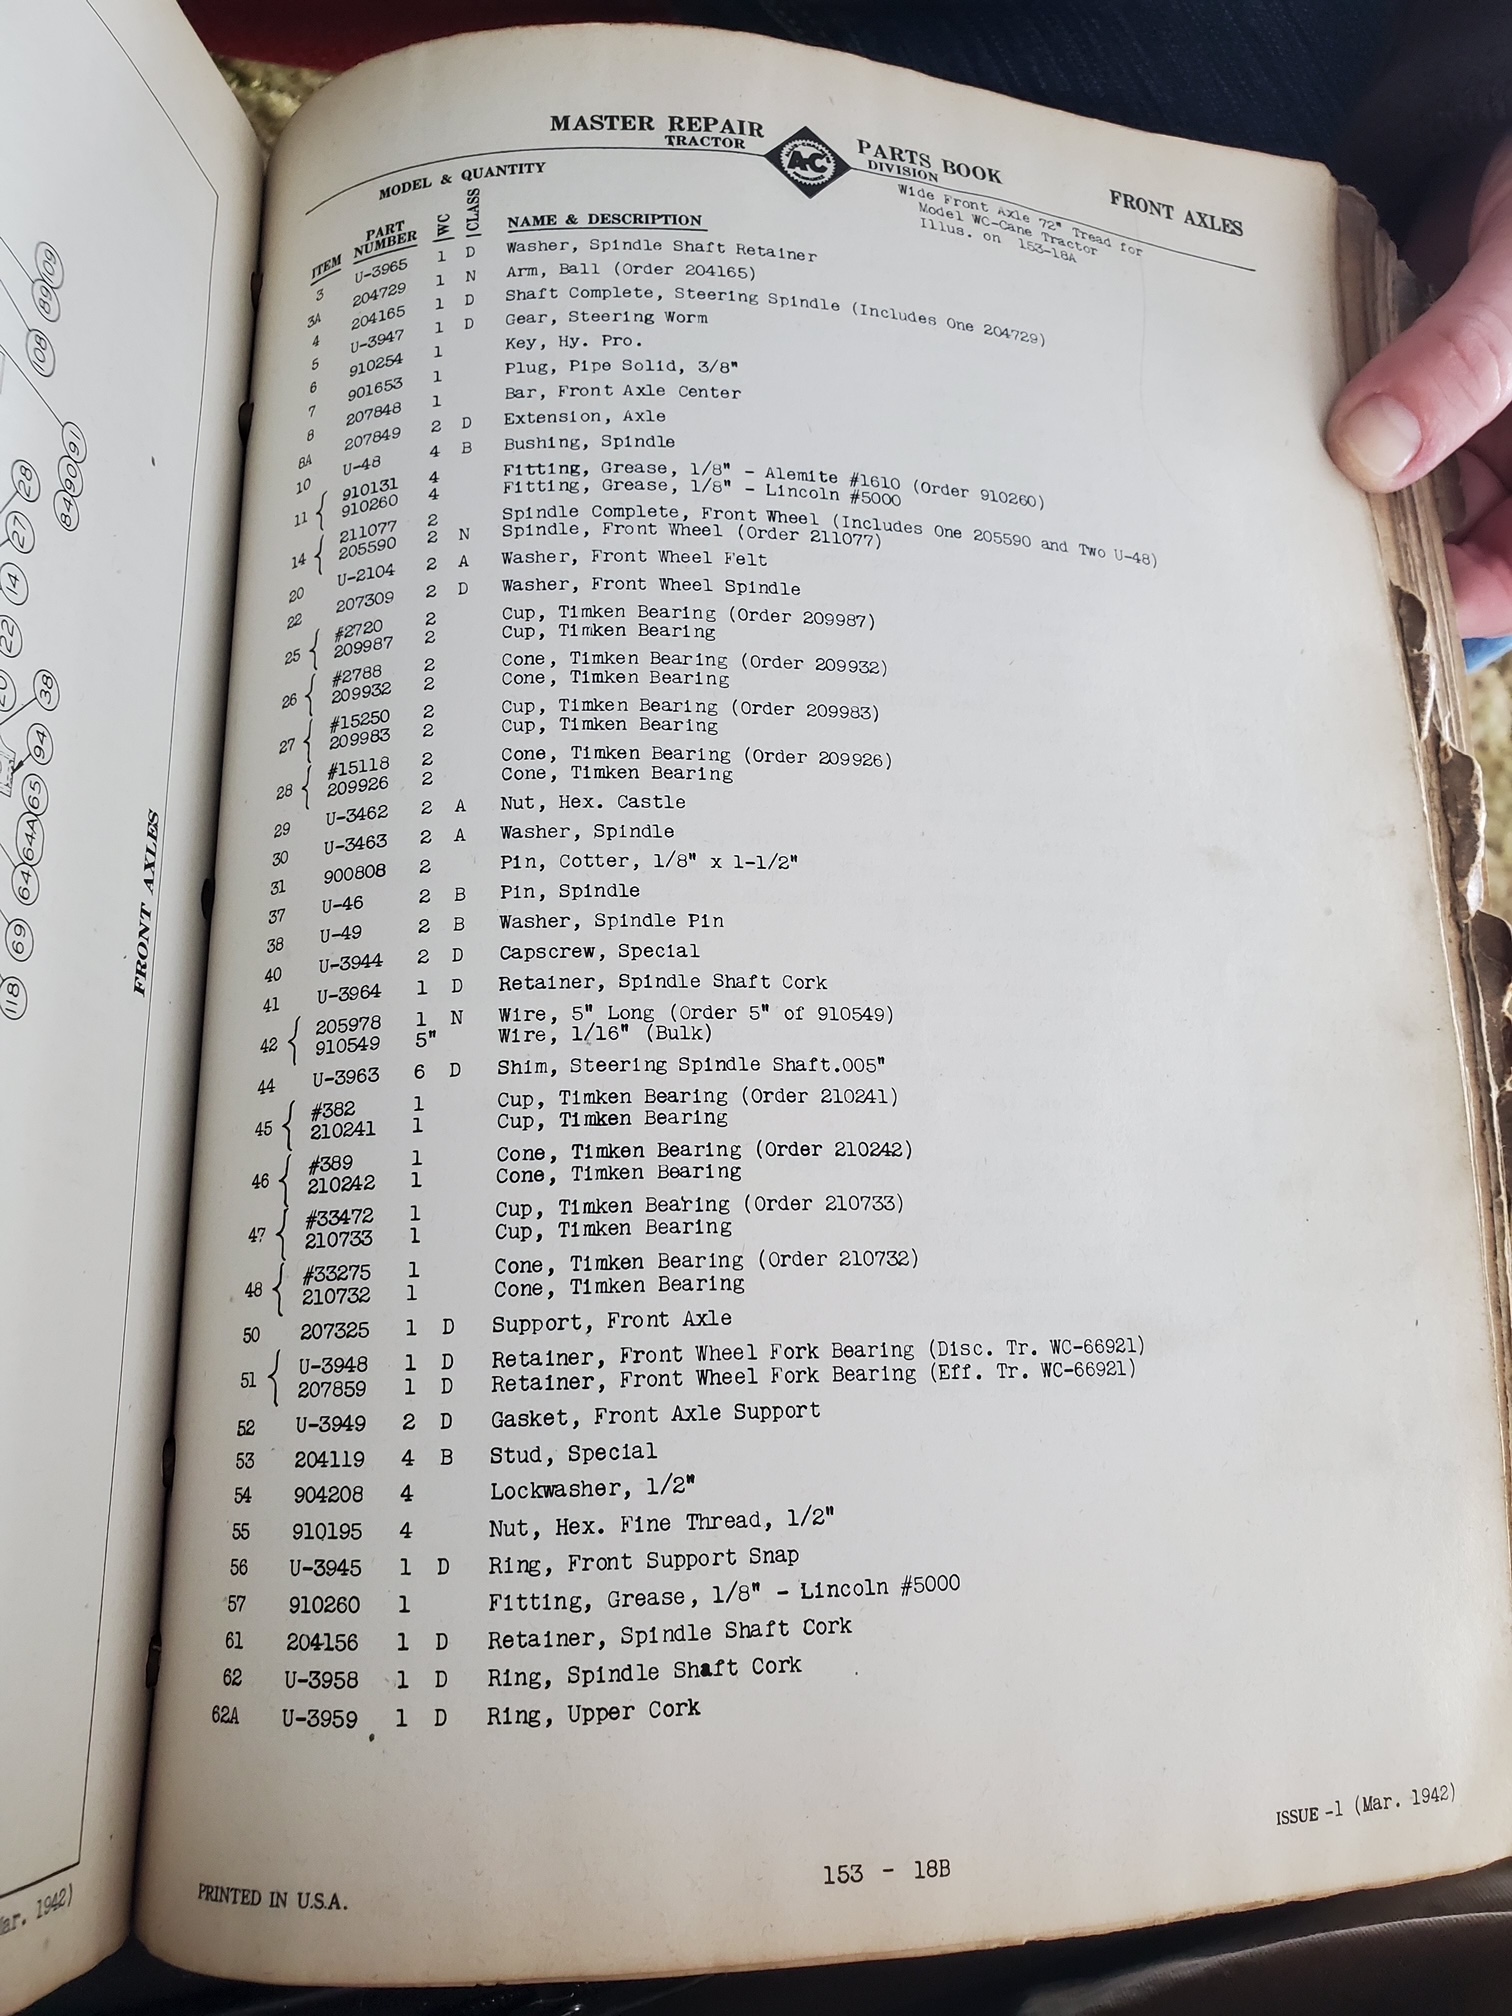 MASTER REPAIR PARTS BOOK
TRACTOR DIVISION
A-C
FRONT AXLES
Wide Front Axle 72" Tread for
Model WC-Cane Tractor
Illus. on 153-18A
MODEL & QUANTITY
ITEM PART NUMBER WC CLASS NAME & DESCRIPTION
3 U-3965 1 D Washer, Spindle Shaft Retainer
3A 204729 1 N Arm, Ball (Order 204165)
4 204165 1 D Shaft Complete, Steering Spindle (Includes One 204729)
5 U-3947 1 D Gear, Steering Worm
6 910254 1 Key, Hy. Pro.
7 901653 1 Plug, Pipe Solid, 3/8"
8 207848 1 Bar, Front Axle Center
8A 207849 2 D Extension, Axle
10 U-48 4 B Bushing, Spindle
11 { 910131 4 Fitting, Grease, 1/8" - Alemite #1610 (Order 910260)
910260 4 Fitting, Grease, 1/8" - Lincoln #5000
14 { 211077 2 Spindle Complete, Front Wheel (Includes One 205590 and Two U-48)
205590 2 N Spindle, Front Wheel (Order 211077)
20 U-2104 2 A Washer, Front Wheel Felt
22 207309 2 D Washer, Front Wheel Spindle
25 { #2720 2 Cup, Timken Bearing (Order 209987)
209987 2 Cup, Timken Bearing
26 { #2788 2 Cone, Timken Bearing (Order 209932)
209932 2 Cone, Timken Bearing
27 { #15250 2 Cup, Timken Bearing (Order 209983)
209983 2 Cup, Timken Bearing
28 { #15118 2 Cone, Timken Bearing (Order 209926)
209926 2 Cone, Timken Bearing
29 U-3462 2 A Nut, Hex. Castle
30 U-3463 2 A Washer, Spindle
31 900808 2 Pin, Cotter, 1/8" x 1-1/2"
37 U-46 2 B Pin, Spindle
38 U-49 2 B Washer, Spindle Pin
40 U-3944 2 D Capscrew, Special
41 U-3964 1 D Retainer, Spindle Shaft Cork
42 { 205978 1 N Wire, 5" Long (Order 5" of 910549)
910549 5" Wire, 1/16" (Bulk)
44 U-3963 6 D Shim, Steering Spindle Shaft.005"
45 { #382 1 Cup, Timken Bearing (Order 210241)
210241 1 Cup, Timken Bearing
46 { #389 1 Cone, Timken Bearing (Order 210242)
210242 1 Cone, Timken Bearing
47 { #33472 1 Cup, Timken Bearing (Order 210733)
210733 1 Cup, Timken Bearing
48 { #33275 1 Cone, Timken Bearing (Order 210732)
210732 1 Cone, Timken Bearing
50 207325 1 D Support, Front Axle
51 { U-3948 1 D Retainer, Front Wheel Fork Bearing (Disc. Tr. WC-66921)
207859 1 D Retainer, Front Wheel Fork Bearing (Eff. Tr. WC-66921)
52 U-3949 2 D Gasket, Front Axle Support
53 204119 4 B Stud, Special
54 904208 4 Lockwasher, 1/2"
55 910195 4 Nut, Hex. Fine Thread, 1/2"
56 U-3945 1 D Ring, Front Support Snap
57 910260 1 Fitting, Grease, 1/8" - Lincoln #5000
61 204156 1 D Retainer, Spindle Shaft Cork
62 U-3958 1 D Ring, Spindle Shaft Cork
62A U-3959 1 D Ring, Upper Cork
ISSUE -1 (Mar. 1942)
153 - 18B
PRINTED IN U.S.A.
109
89
108
91
90
84
28
27
14
22
38
94
65
64A
64
69
118
FRONT AXLES
1942)